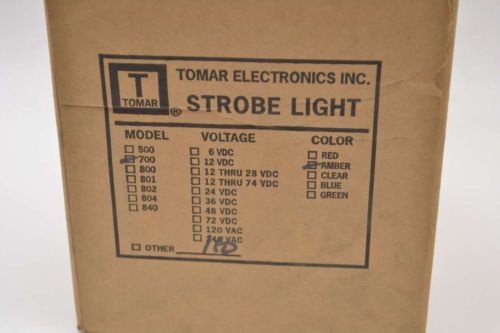 T
TOMAR
®
TOMAR ELECTRONICS INC.
STROBE LIGHT
MODEL
500
700
800
801
802
804
840
VOLTAGE
6 VDC
12 VDC
12 THRU 28 VDC
12 THRU 74 VDC
24 VDC
36 VDC
48 VDC
72 VDC
120 VAC
240 VAC
COLOR
RED
AMBER
CLEAR
BLUE
GREEN
OTHER